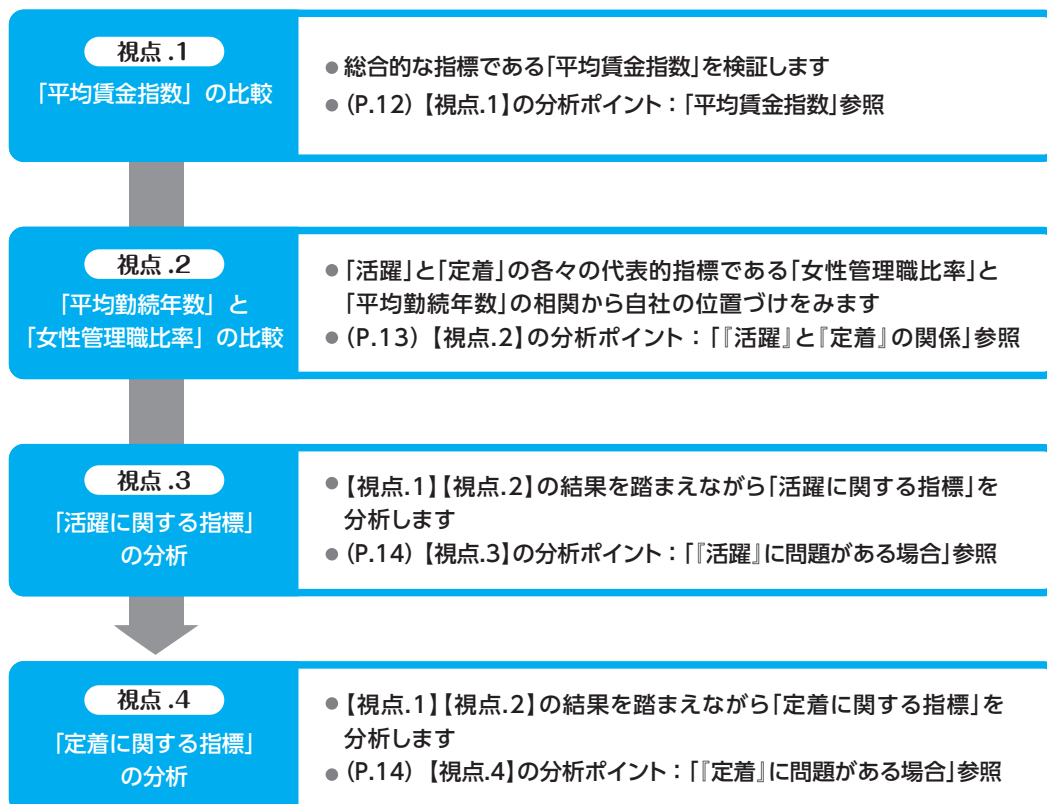 視点.1
「平均賃金指数」の比較
●総合的な指標である「平均賃金指数」を検証します
●(P.12)【視点.1】の分析ポイント：「平均賃金指数」参照
視点.2
「平均勤続年数」と
「女性管理職比率」の比較
●「活躍」と「定着」の各々の代表的指標である「女性管理職比率」と
「平均勤続年数」の相関から自社の位置づけをみます
●(P.13)【視点.2】の分析ポイント：「『活躍』と『定着』の関係」参照
視点.3
「活躍に関する指標」
の分析
●【視点.1】【視点.2】の結果を踏まえながら「活躍に関する指標」を
分析します
●(P.14)【視点.3】の分析ポイント：「『活躍』に問題がある場合」参照
視点.4
「定着に関する指標」
の分析
●【視点.1】【視点.2】の結果を踏まえながら「定着に関する指標」を
分析します
●(P.14)【視点.4】の分析ポイント：「『定着』に問題がある場合」参照